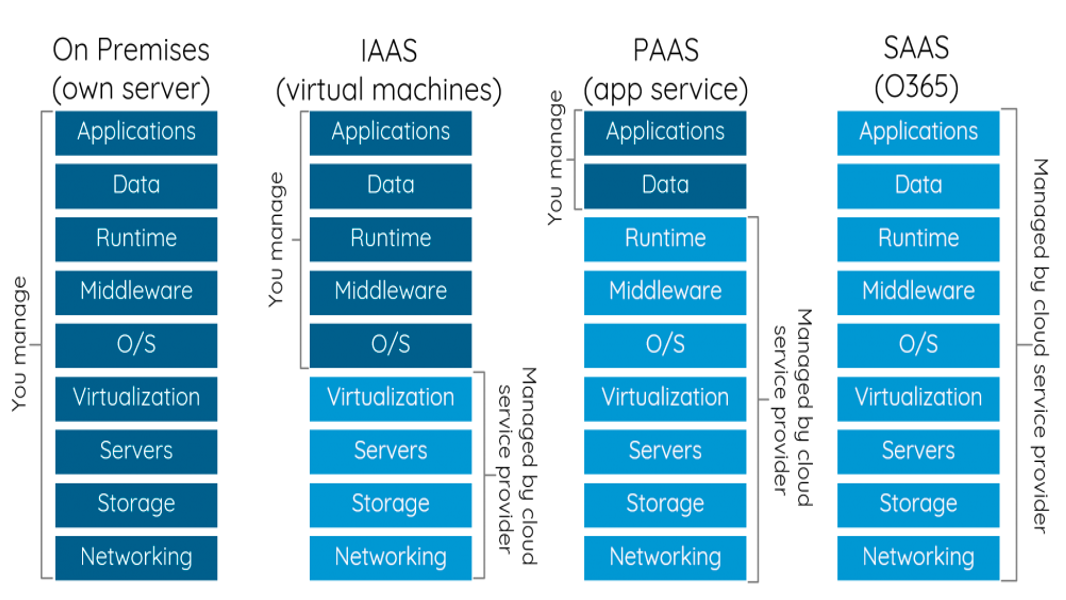 On Premises
(own server)
You manage
Applications
Data
Runtime
Middleware
O/S
Virtualization
Servers
Storage
Networking
IAAS
(virtual machines)
You manage
Applications
Data
Runtime
Middleware
O/S
Virtualization
Servers
Storage
Networking
Managed by cloud
service provider
PAAS
(app service)
You manage
Applications
Data
Runtime
Middleware
O/S
Virtualization
Servers
Storage
Networking
Managed by cloud
service provider
SAAS
(O365)
Applications
Data
Runtime
Middleware
O/S
Virtualization
Servers
Storage
Networking
Managed by cloud service provider